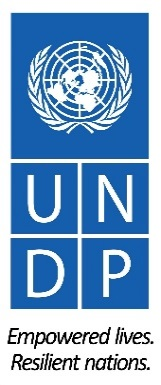 U N
D P
Empowered lives.
Resilient nations.